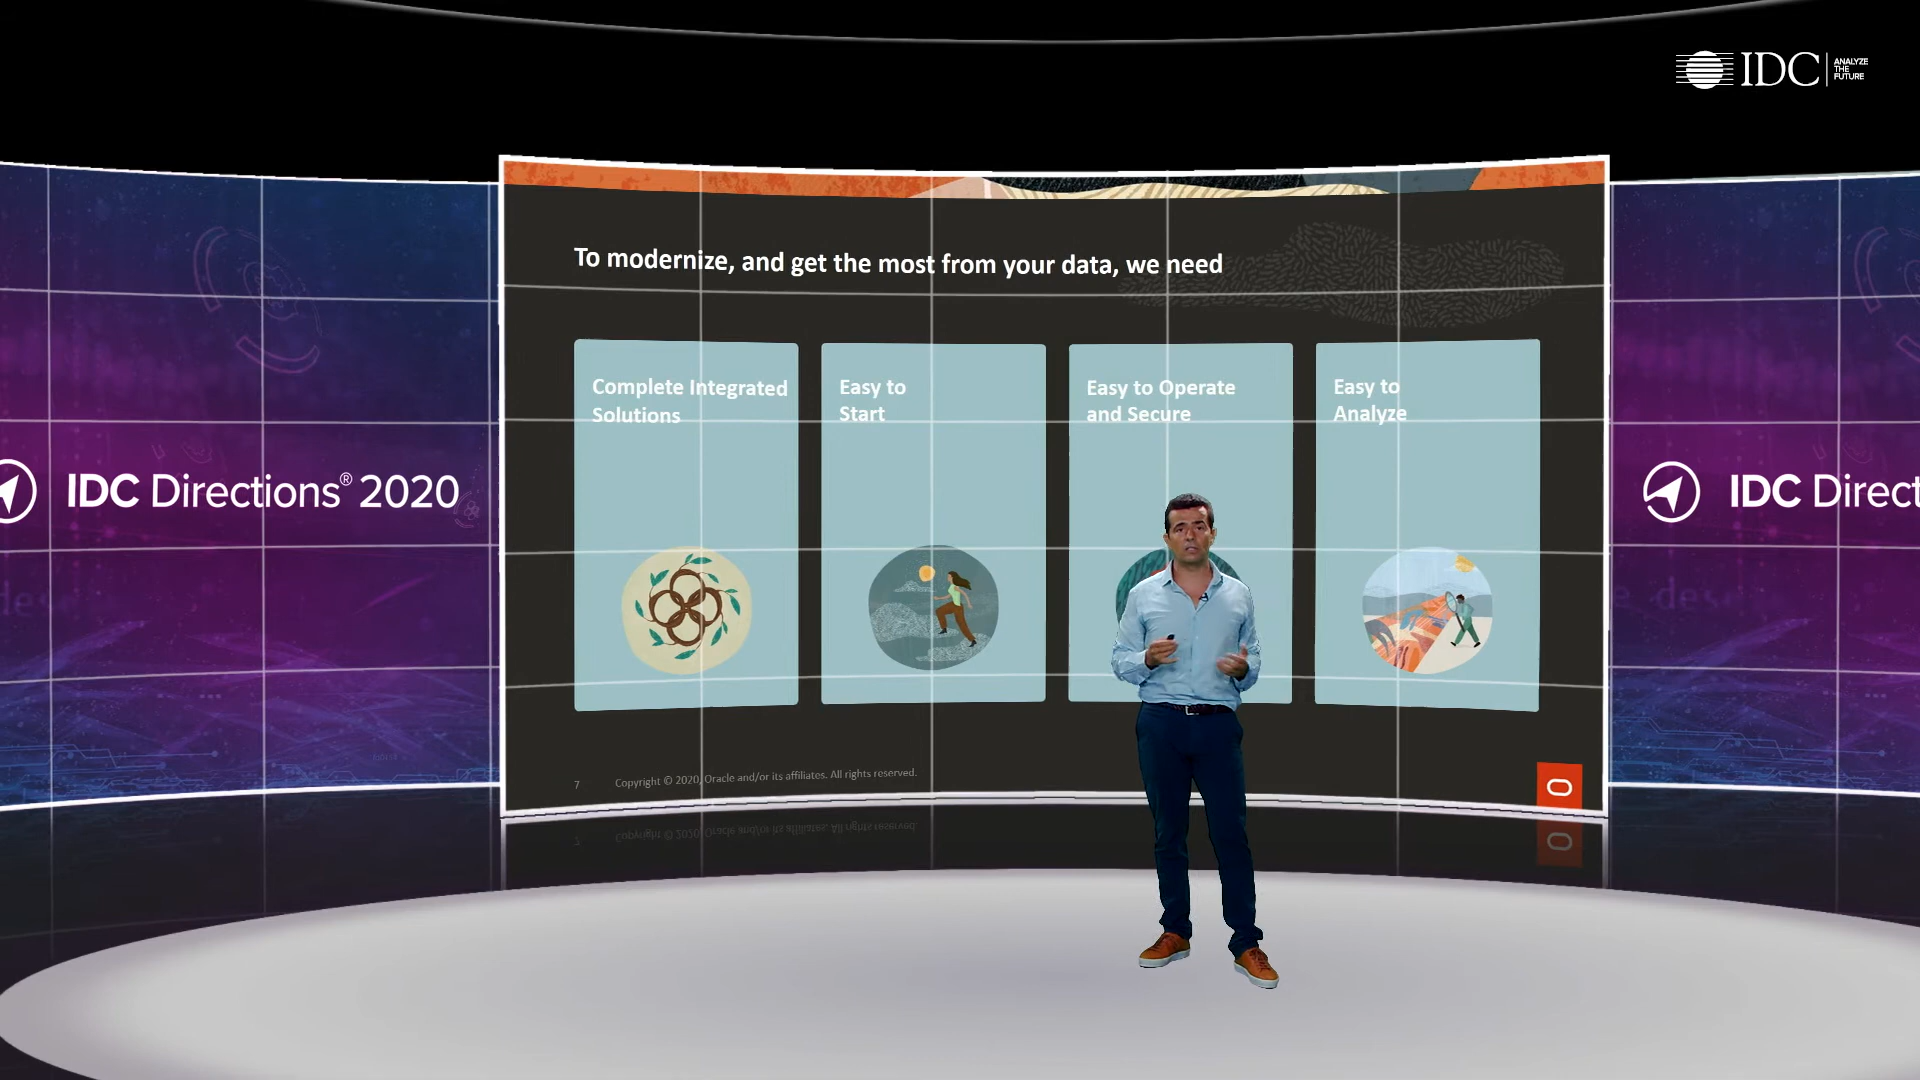 IDC
ANALYZE
THE
FUTURE
To modernize, and get the most from your data, we need
Complete Integrated
Solutions
Easy to
Start
Easy to Operate
and Secure
Easy to
Analyze
IDC Directions® 2020
IDC Direct
7 Copyright © 2020, Oracle and/or its affiliates. All rights reserved.